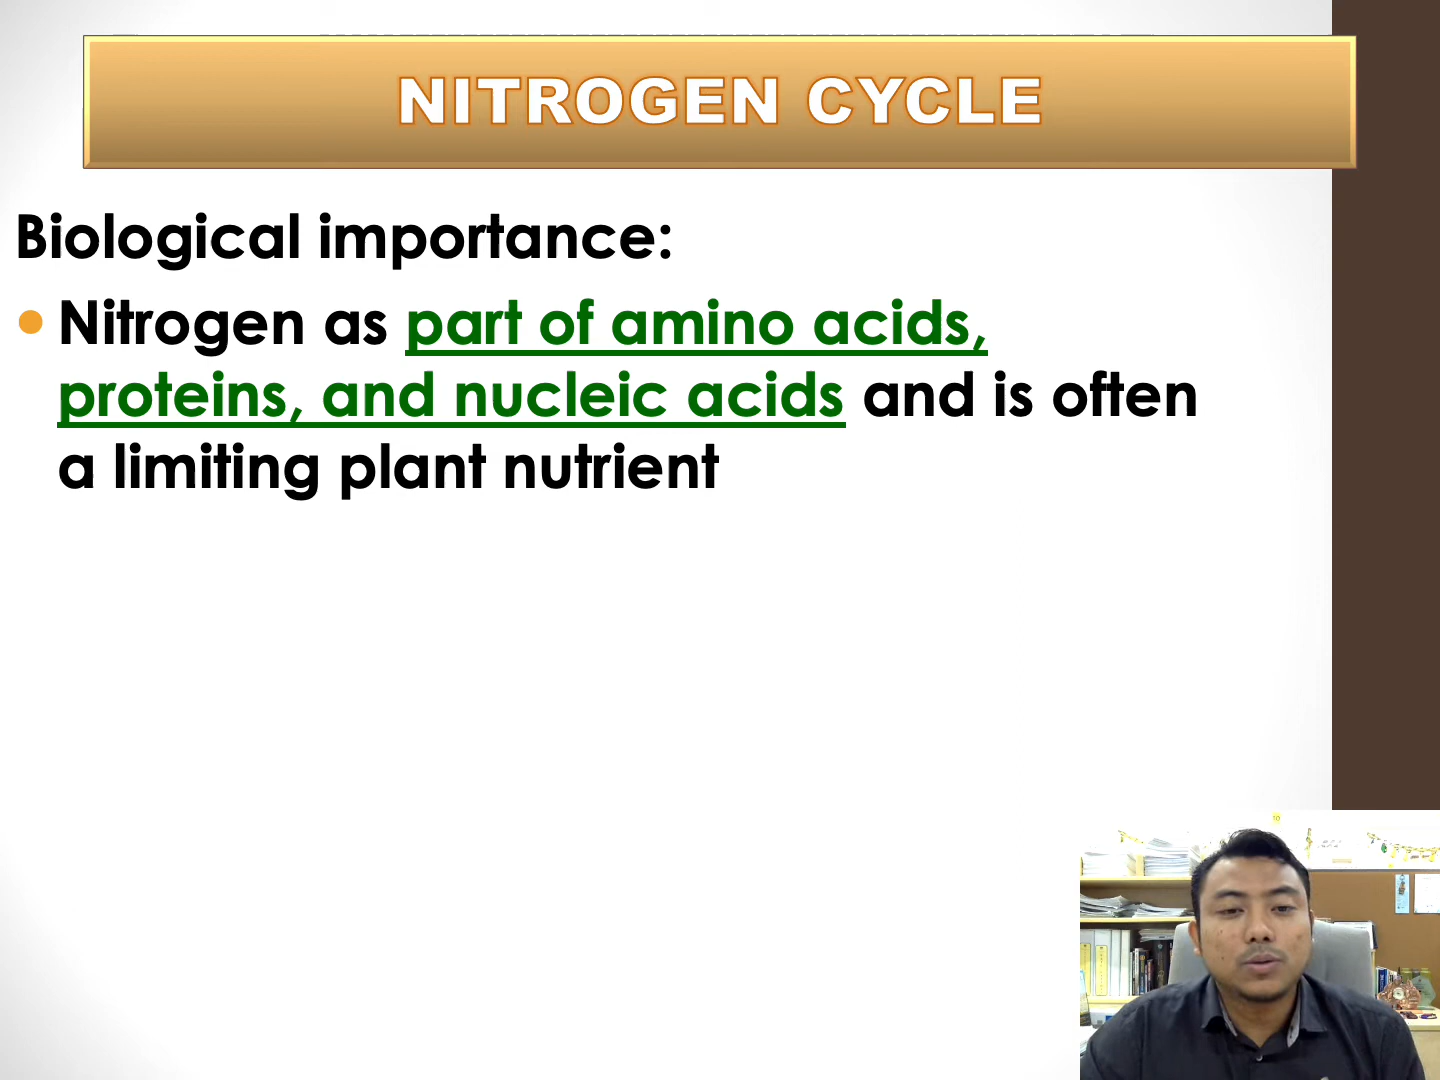 NITROGEN CYCLE
Biological importance:
Nitrogen as part of amino acids,
proteins, and nucleic acids and is often
a limiting plant nutrient